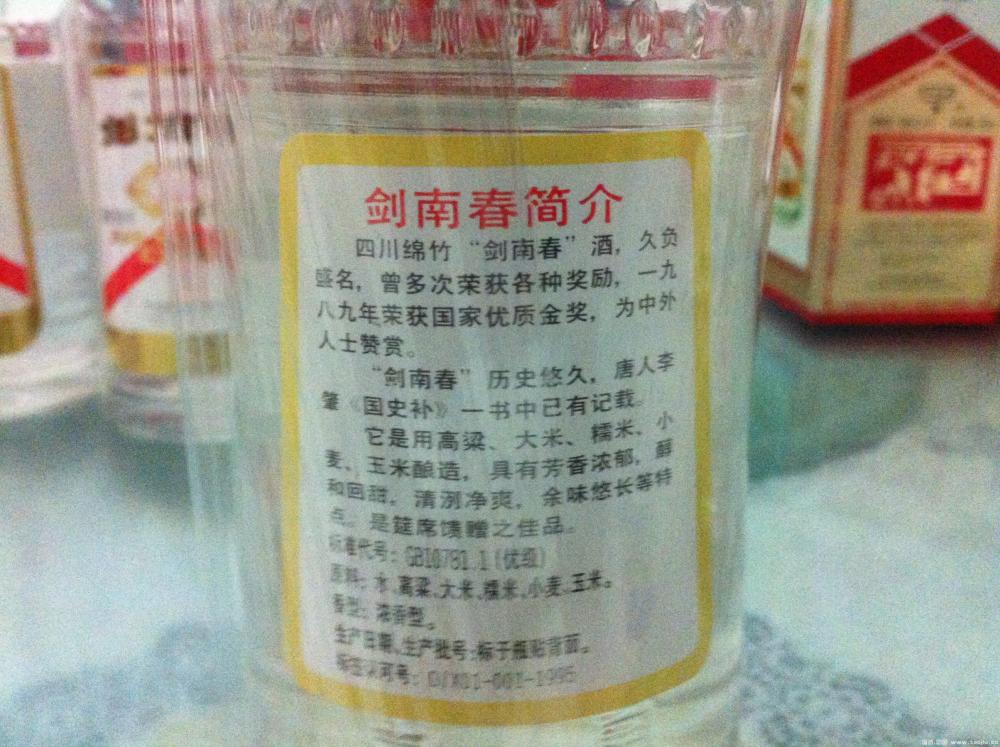 剑南春简介
四川绵竹“剑南春”酒，久负
盛名，曾多次荣获各种奖励，一九
八九年荣获国家优质金奖，为中外
人士赞赏。
“剑南春”历史悠久，唐人李
肇《国史补》一书中已有记载。
它是用高粱、大米、糯米、小
麦、玉米酿造，具有芳香浓郁，醇
和回甜，清洌净爽，余味悠长等特
点。是筵席馈赠之佳品。
标准代号：GB10781.1(优级)
原料：水、高粱、大米、糯米、小麦、玉米。
香型：浓香型。
生产日期、生产批号：标于瓶贴背面。
认可号：